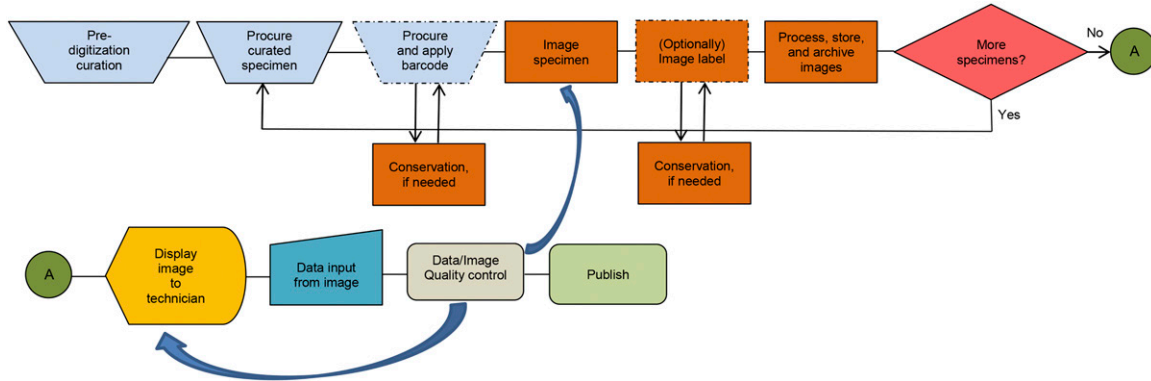 Pre-
digitization
curation
Procure
curated
specimen
Procure
and apply
barcode
Image
specimen
(Optionally)
Image label
Process, store,
and archive
images
More
specimens?
No
A
Yes
Conservation,
if needed
Conservation,
if needed
A
Display
image
to
technician
Data input
from image
Data/Image
Quality control
Publish